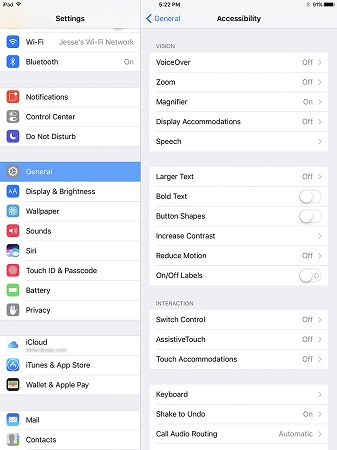 iPad
5:22 PM
91%
Settings
General
Accessibility
Wi-Fi
Jesse's Wi-Fi Network
Bluetooth
On
Notifications
Control Center
Do Not Disturb
General
AA
Display & Brightness
Wallpaper
Sounds
Siri
Touch ID & Passcode
Battery
Privacy
iCloud
iTunes & App Store
Wallet & Apple Pay
Mail
Contacts
VISION
VoiceOver Off
Zoom Off
Magnifier On
Display Accommodations Off
Speech
Larger Text Off
Bold Text
Button Shapes
Increase Contrast
Reduce Motion Off
On/Off Labels
INTERACTION
Switch Control Off
AssistiveTouch Off
Touch Accommodations Off
Keyboard
Shake to Undo On
Call Audio Routing Automatic